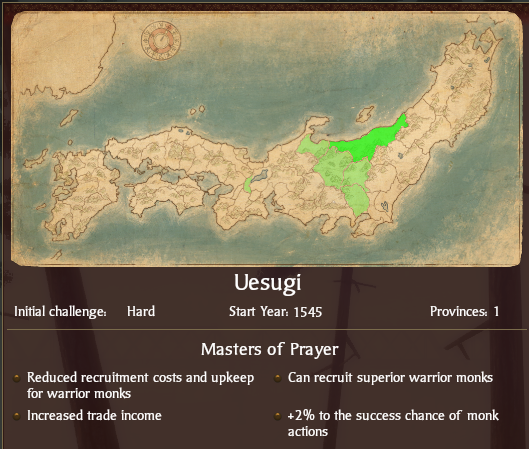 Uesugi
Initial challenge: Hard Start Year: 1545 Provinces: 1
Masters of Prayer
Reduced recruitment costs and upkeep
for warrior monks
Can recruit superior warrior monks
Increased trade income
+2% to the success chance of monk
actions